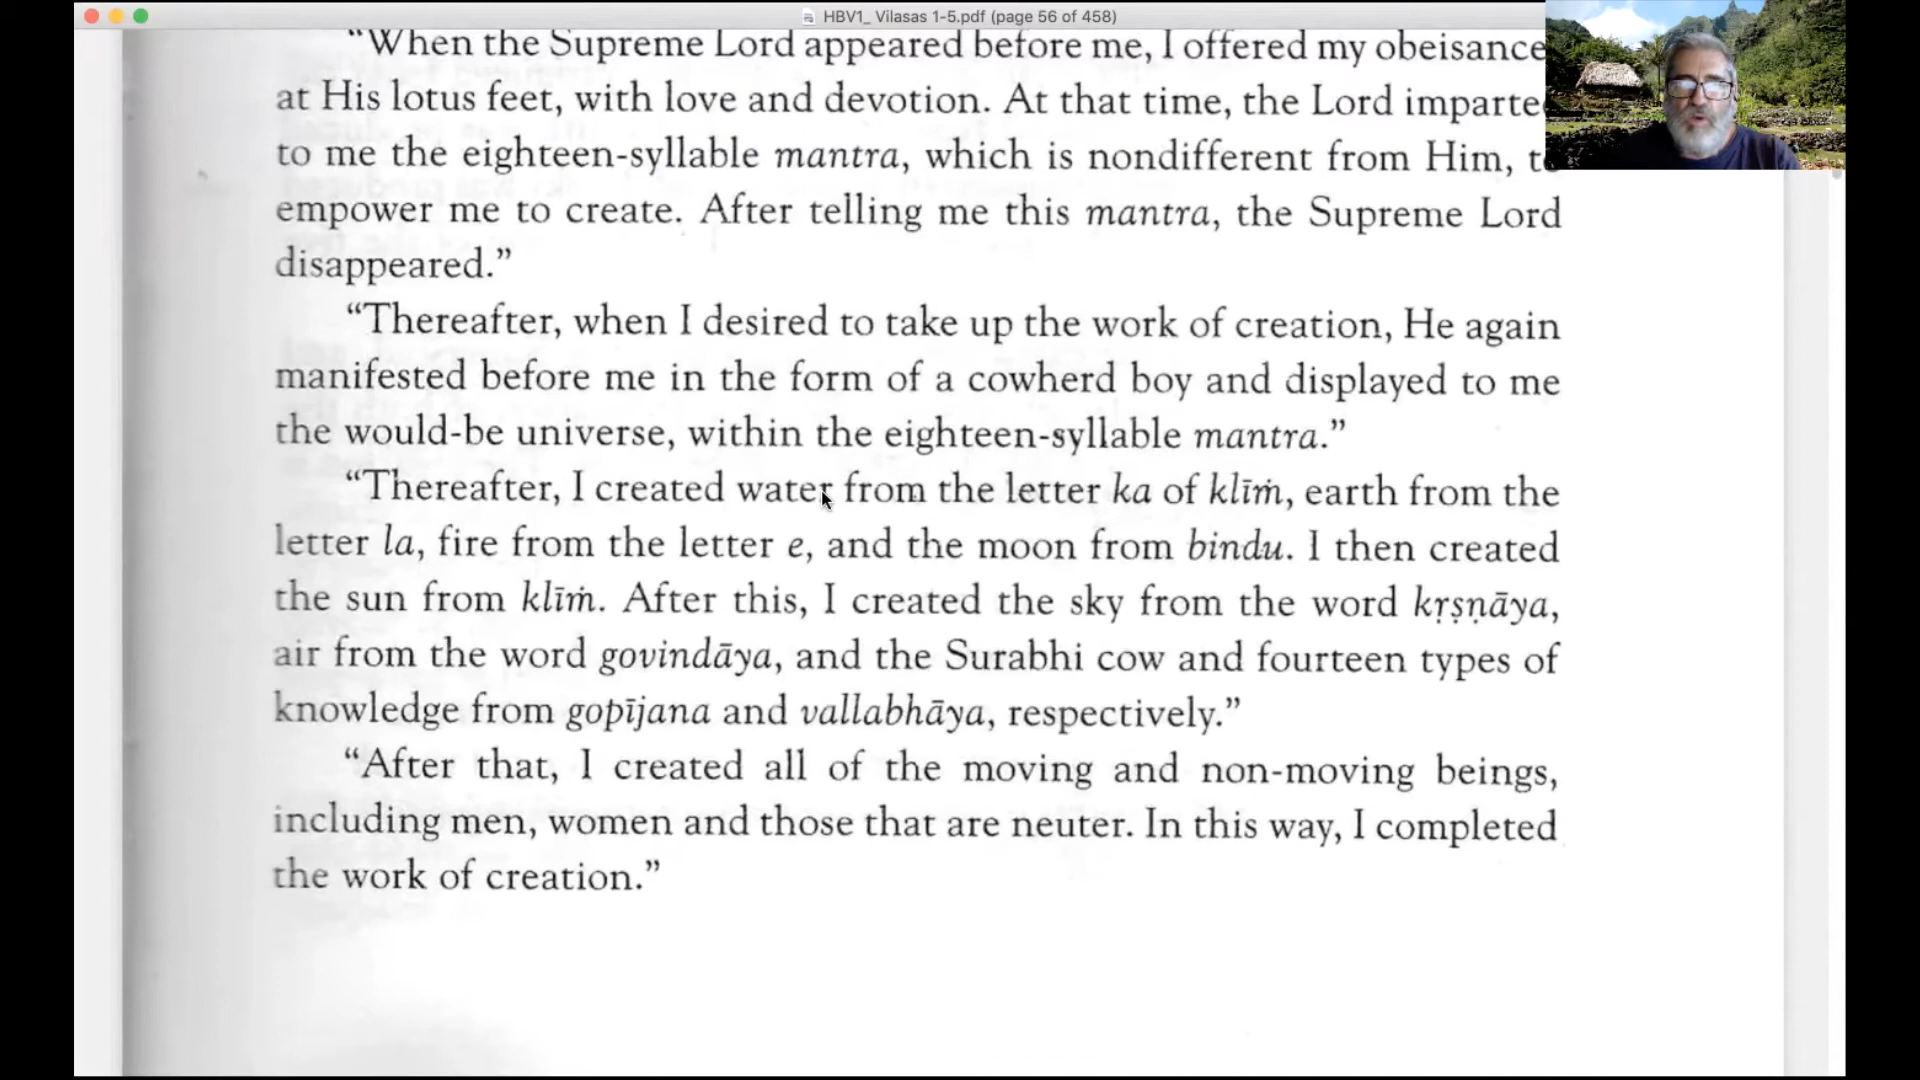 HBV1_ Vilasas 1-5.pdf (page 56 of 458)
“When the Supreme Lord appeared before me, I offered my obeisance
at His lotus feet, with love and devotion. At that time, the Lord imparte
to me the eighteen-syllable mantra, which is nondifferent from Him, t
empower me to create. After telling me this mantra, the Supreme Lord
disappeared.”
“Thereafter, when I desired to take up the work of creation, He again
manifested before me in the form of a cowherd boy and displayed to me
the would-be universe, within the eighteen-syllable mantra.”
“Thereafter, I created water from the letter ka of klīṁ, earth from the
letter la, fire from the letter e, and the moon from bindu. I then created
the sun from klīṁ. After this, I created the sky from the word kṛṣṇāya,
air from the word govindāya, and the Surabhi cow and fourteen types of
knowledge from gopījana and vallabhāya, respectively.”
“After that, I created all of the moving and non-moving beings,
including men, women and those that are neuter. In this way, I completed
the work of creation.”